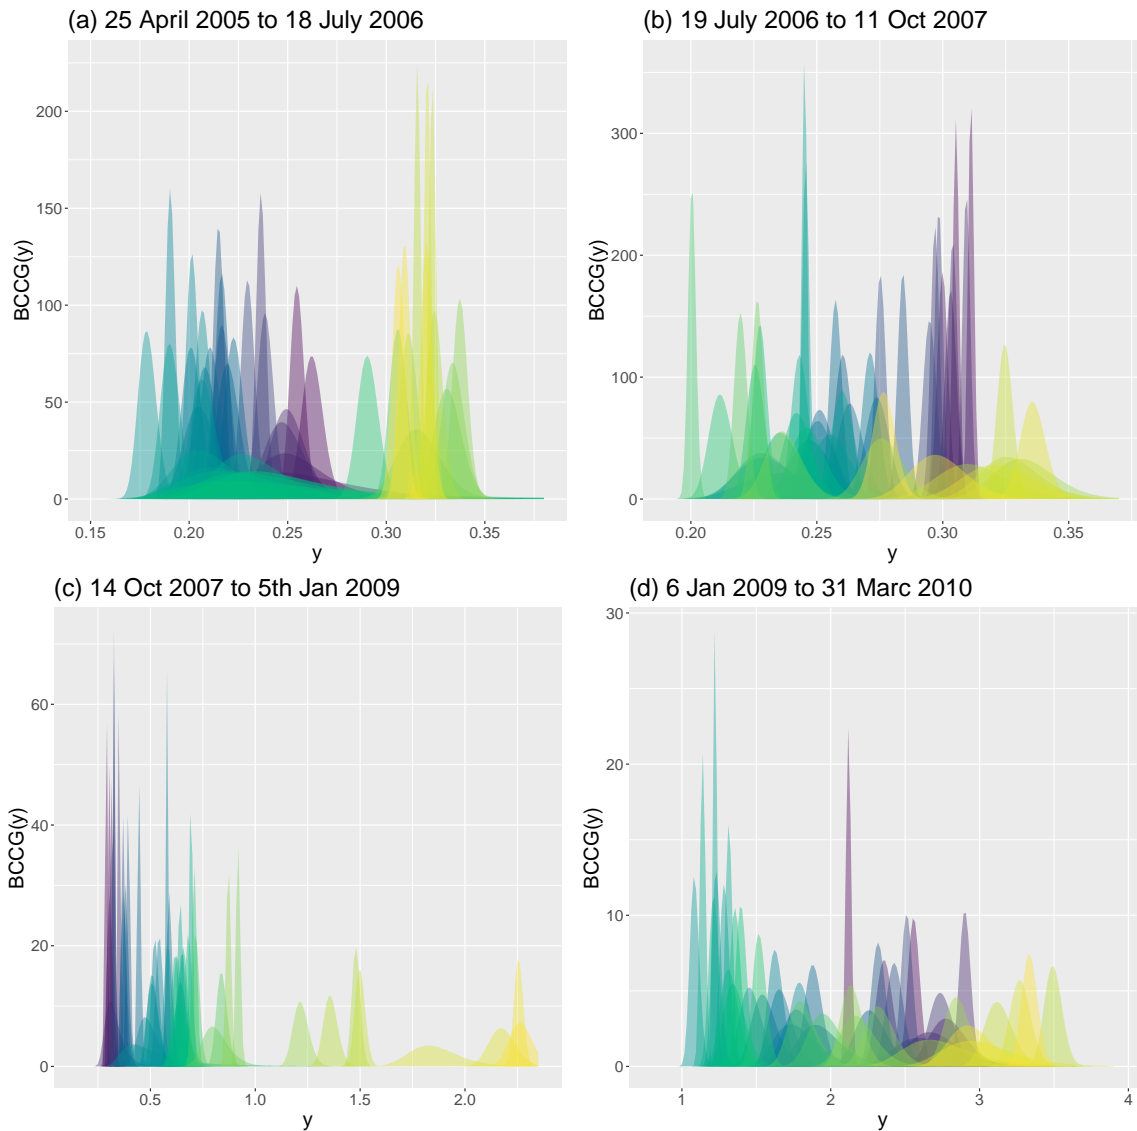 (a) 25 April 2005 to 18 July 2006
200
150
100
50
0
BCCG(y)
0.15 0.20 0.25 0.30 0.35
y
(b) 19 July 2006 to 11 Oct 2007
300
200
100
0
BCCG(y)
0.20 0.25 0.30 0.35
y
(c) 14 Oct 2007 to 5th Jan 2009
60
40
20
0
BCCG(y)
0.5 1.0 1.5 2.0
y
(d) 6 Jan 2009 to 31 Marc 2010
30
20
10
0
BCCG(y)
1 2 3 4
y